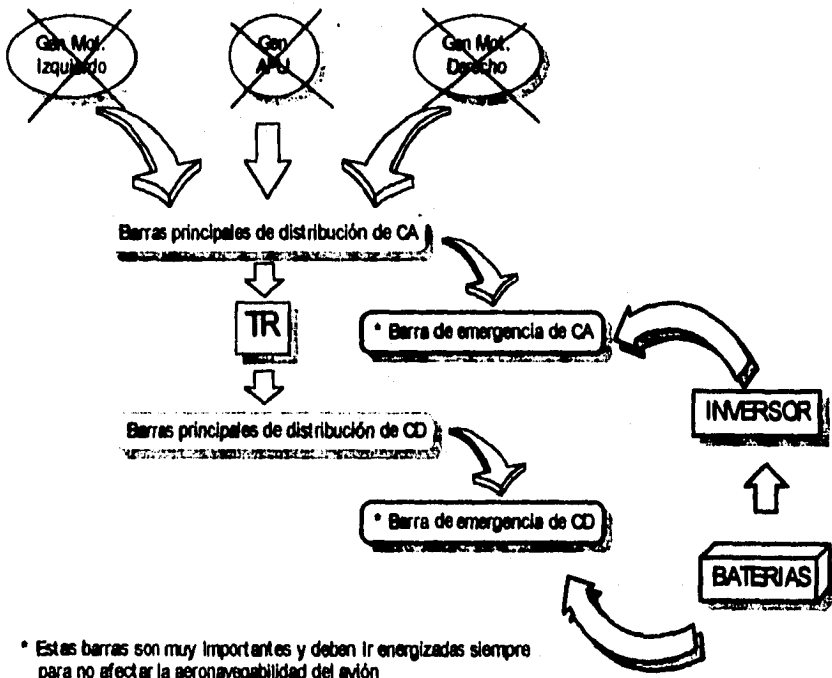 Gen Mot.
Izquierdo
Gen
APU
Gen Mot.
Derecho
Barras principales de distribución de CA
TR
* Barra de emergencia de CA
INVERSOR
Barras principales de distribución de CD
* Barra de emergencia de CD
BATERIAS
* Estas barras son muy importantes y deben ir energizadas siempre
para no afectar la aeronavegabilidad del avión